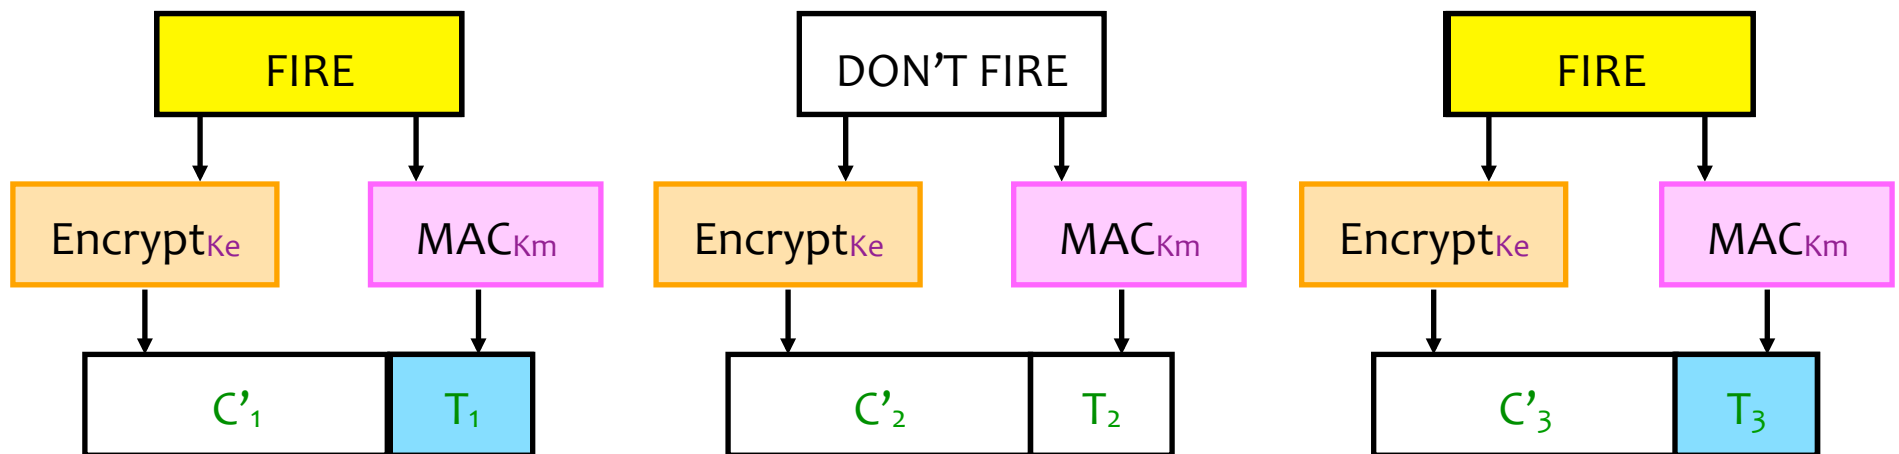 FIRE DON’T FIRE FIRE
EncryptKe MACKm EncryptKe MACKm EncryptKe MACKm
C’1 T1 C’2 T2 C’3 T3